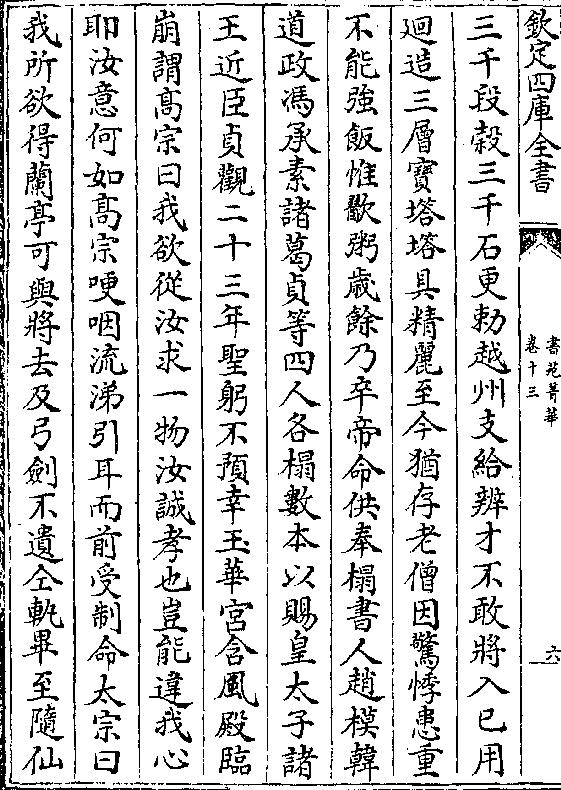 欽定四庫全書
書苑菁華
卷十三
六
三千段穀三千石更勅越州支給辨才不敢將入已用
廻造三層寶塔塔具精麗至今猶存老僧因驚悸患重
不能強飯惟歠粥歳餘乃卒帝命供奉榻書人趙模韓
道政馮承素諸葛貞等四人各榻數本以賜皇太子諸
王近臣貞觀二十三年聖躬不預幸玉華宫含風殿臨
崩謂髙宗曰我欲從汝求一物汝誠孝也豈能違我心
耶汝意何如髙宗哽咽流涕引耳而前受制命太宗曰
我所欲得蘭亭可與將去及弓劍不遺仝軌畢至隨仙